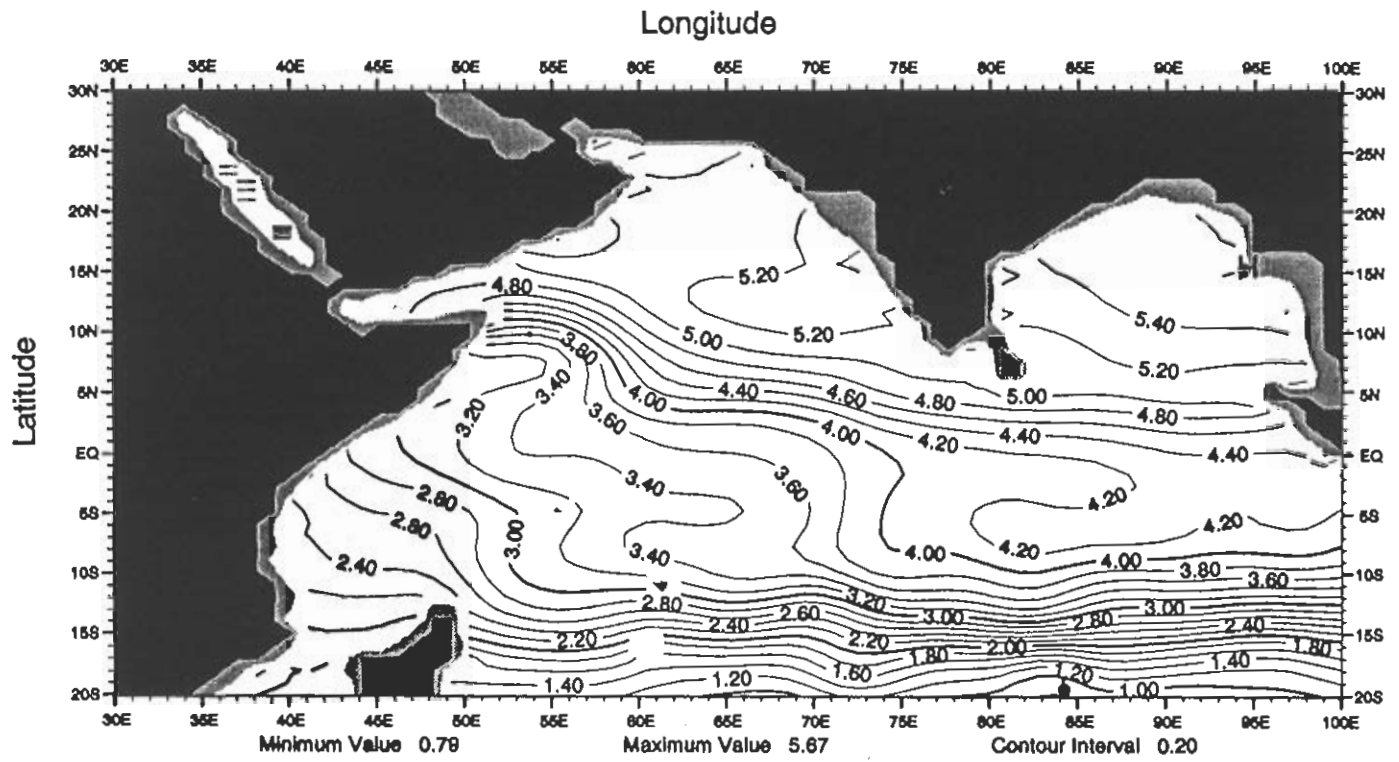 Longitude
30E 35E 40E 45E 50E 55E 60E 65E 70E 75E 80E 85E 90E 95E 100E
30N 30N
25N 25N
20N 20N
5.20
15N 15N
4.80
5.40
5.20
10N 10N
5.00
3.80
5.20
3.40 4.40 4.60 5.00
5N 4.00 4.80 4.80 5N
3.20 3.60 4.00 4.20 4.40
EQ 4.40 EQ
3.40 3.60
2.80 4.20
5S 5S
2.80 4.20
3.00 3.40 4.00 4.20 4.00
2.40 3.80 3.60
10S 10S
2.80 3.20 3.00
2.60 3.00 2.80
15S 2.20 2.40 2.20 2.00 2.40 15S
1.80 1.80
1.60 1.20 1.40
1.40 1.20 1.00
20S 20S
30E 35E 40E 45E 50E 55E 60E 65E 70E 75E 80E 85E 90E 95E 100E
Latitude
Minimum Value 0.79 Maximum Value 5.67 Contour Interval 0.20